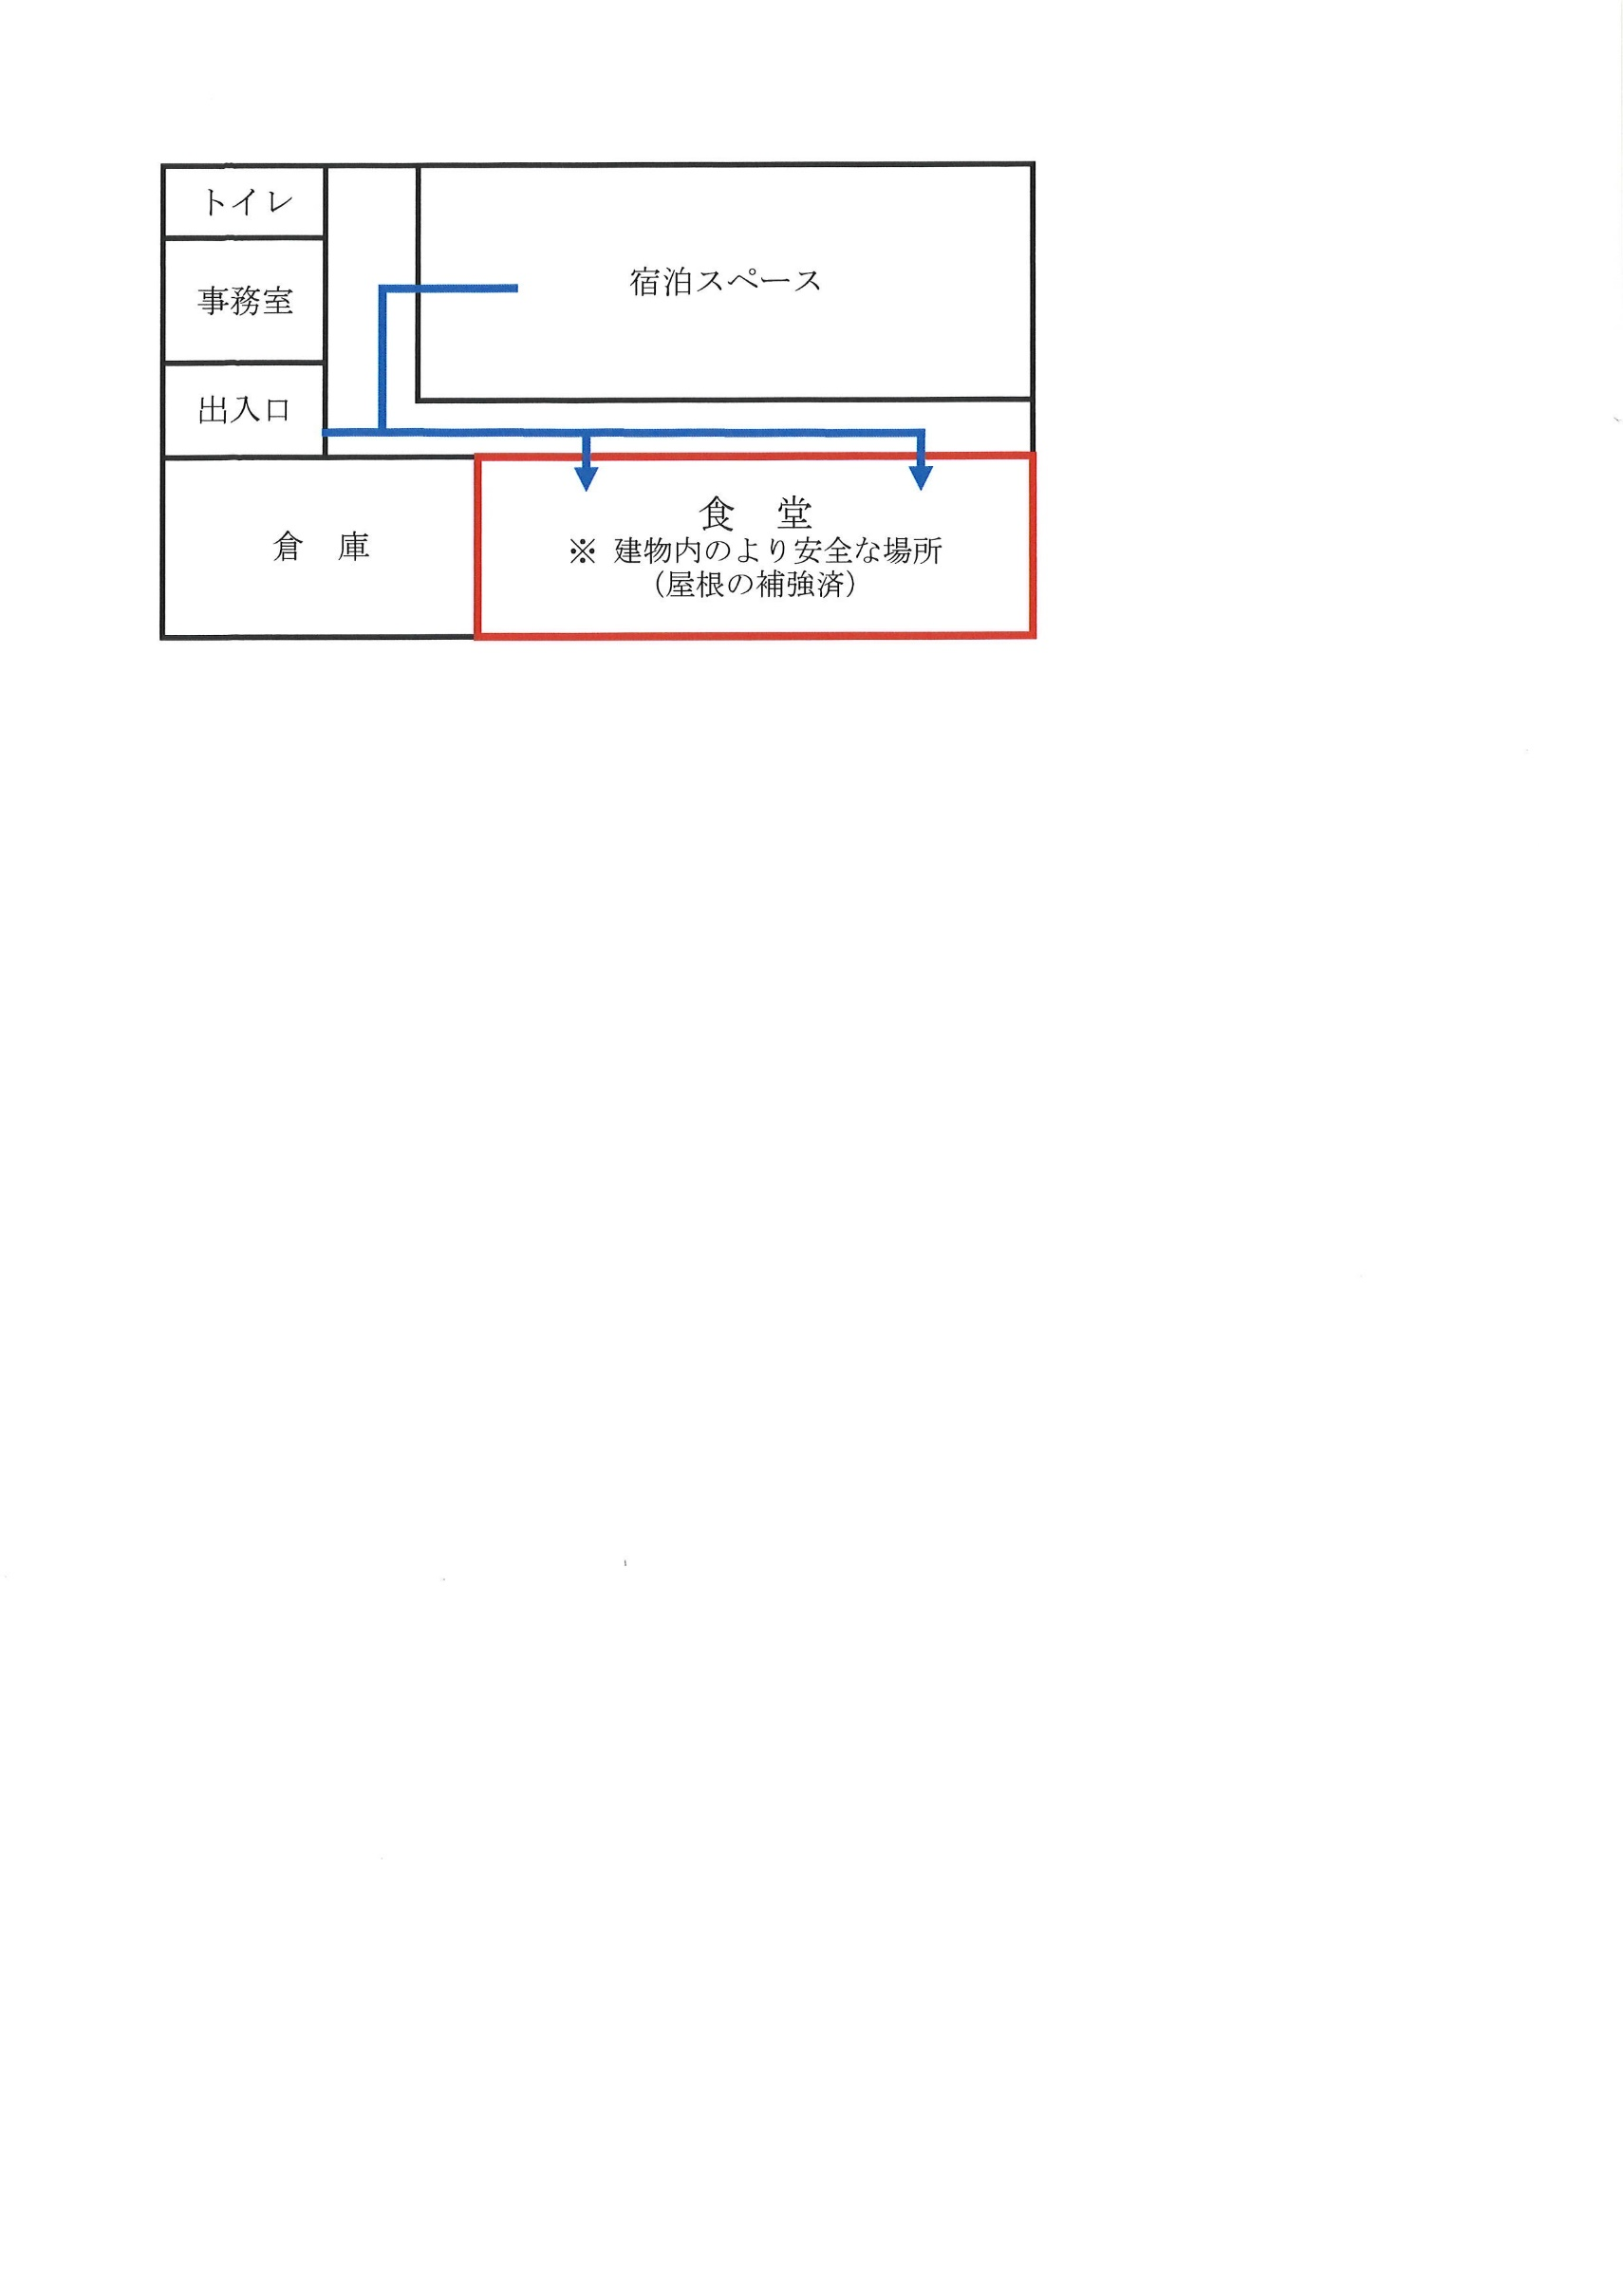 トイレ
事務室
宿泊スペース
出入口
倉　庫
食　堂
※ 建物内のより安全な場所
（屋根の補強済）